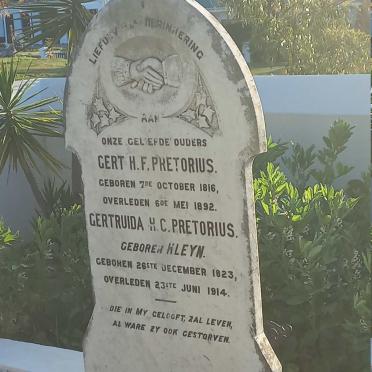 LIEFDEVOLLE HERINNERING
AAN
ONZE GELIEFDE OUDERS
GERT H.F. PRETORIUS.
GEBOREN 7DE OCTOBER 1816,
OVERLEDEN 6DE MEI 1892.
GERTRUIDA H.C. PRETORIUS.
GEBOREN KLEYN.
GEBOREN 26STE DECEMBER 1823,
OVERLEDEN 23STE JUNI 1914.
DIE IN MY GELOOFT, ZAL LEVEN,
AL WARE ZY OOK GESTORVEN.